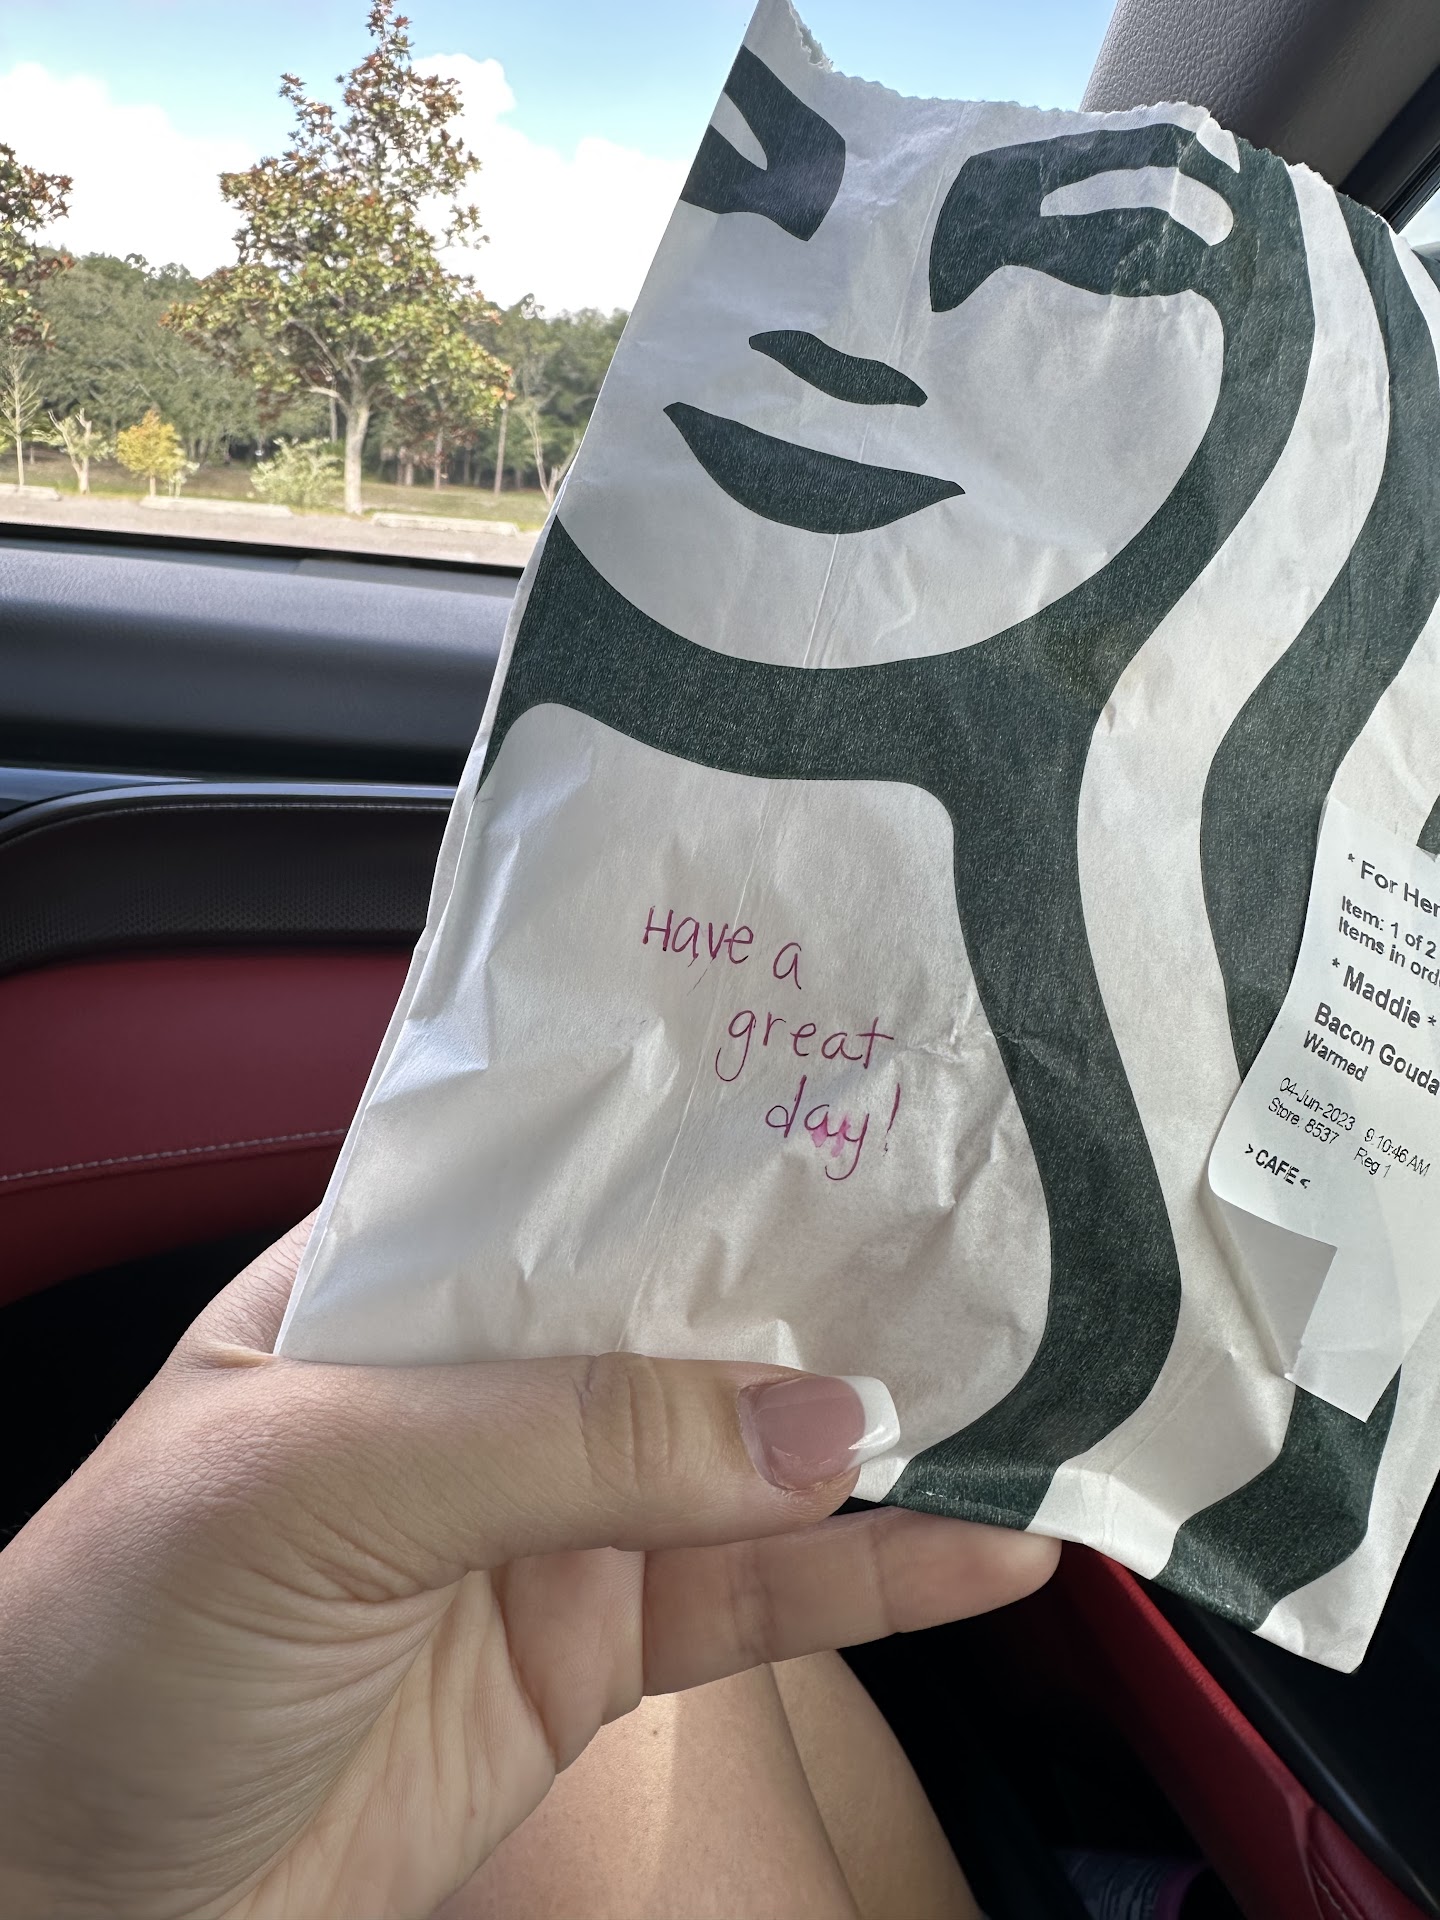 Have a
great
day!
* For Her
Item: 1 of 2
Items in ord
* Maddie *
Bacon Gouda
Warmed
04-Jun-2023 9:10:46 AM
Store: 8537 Reg 1
> CAFE <